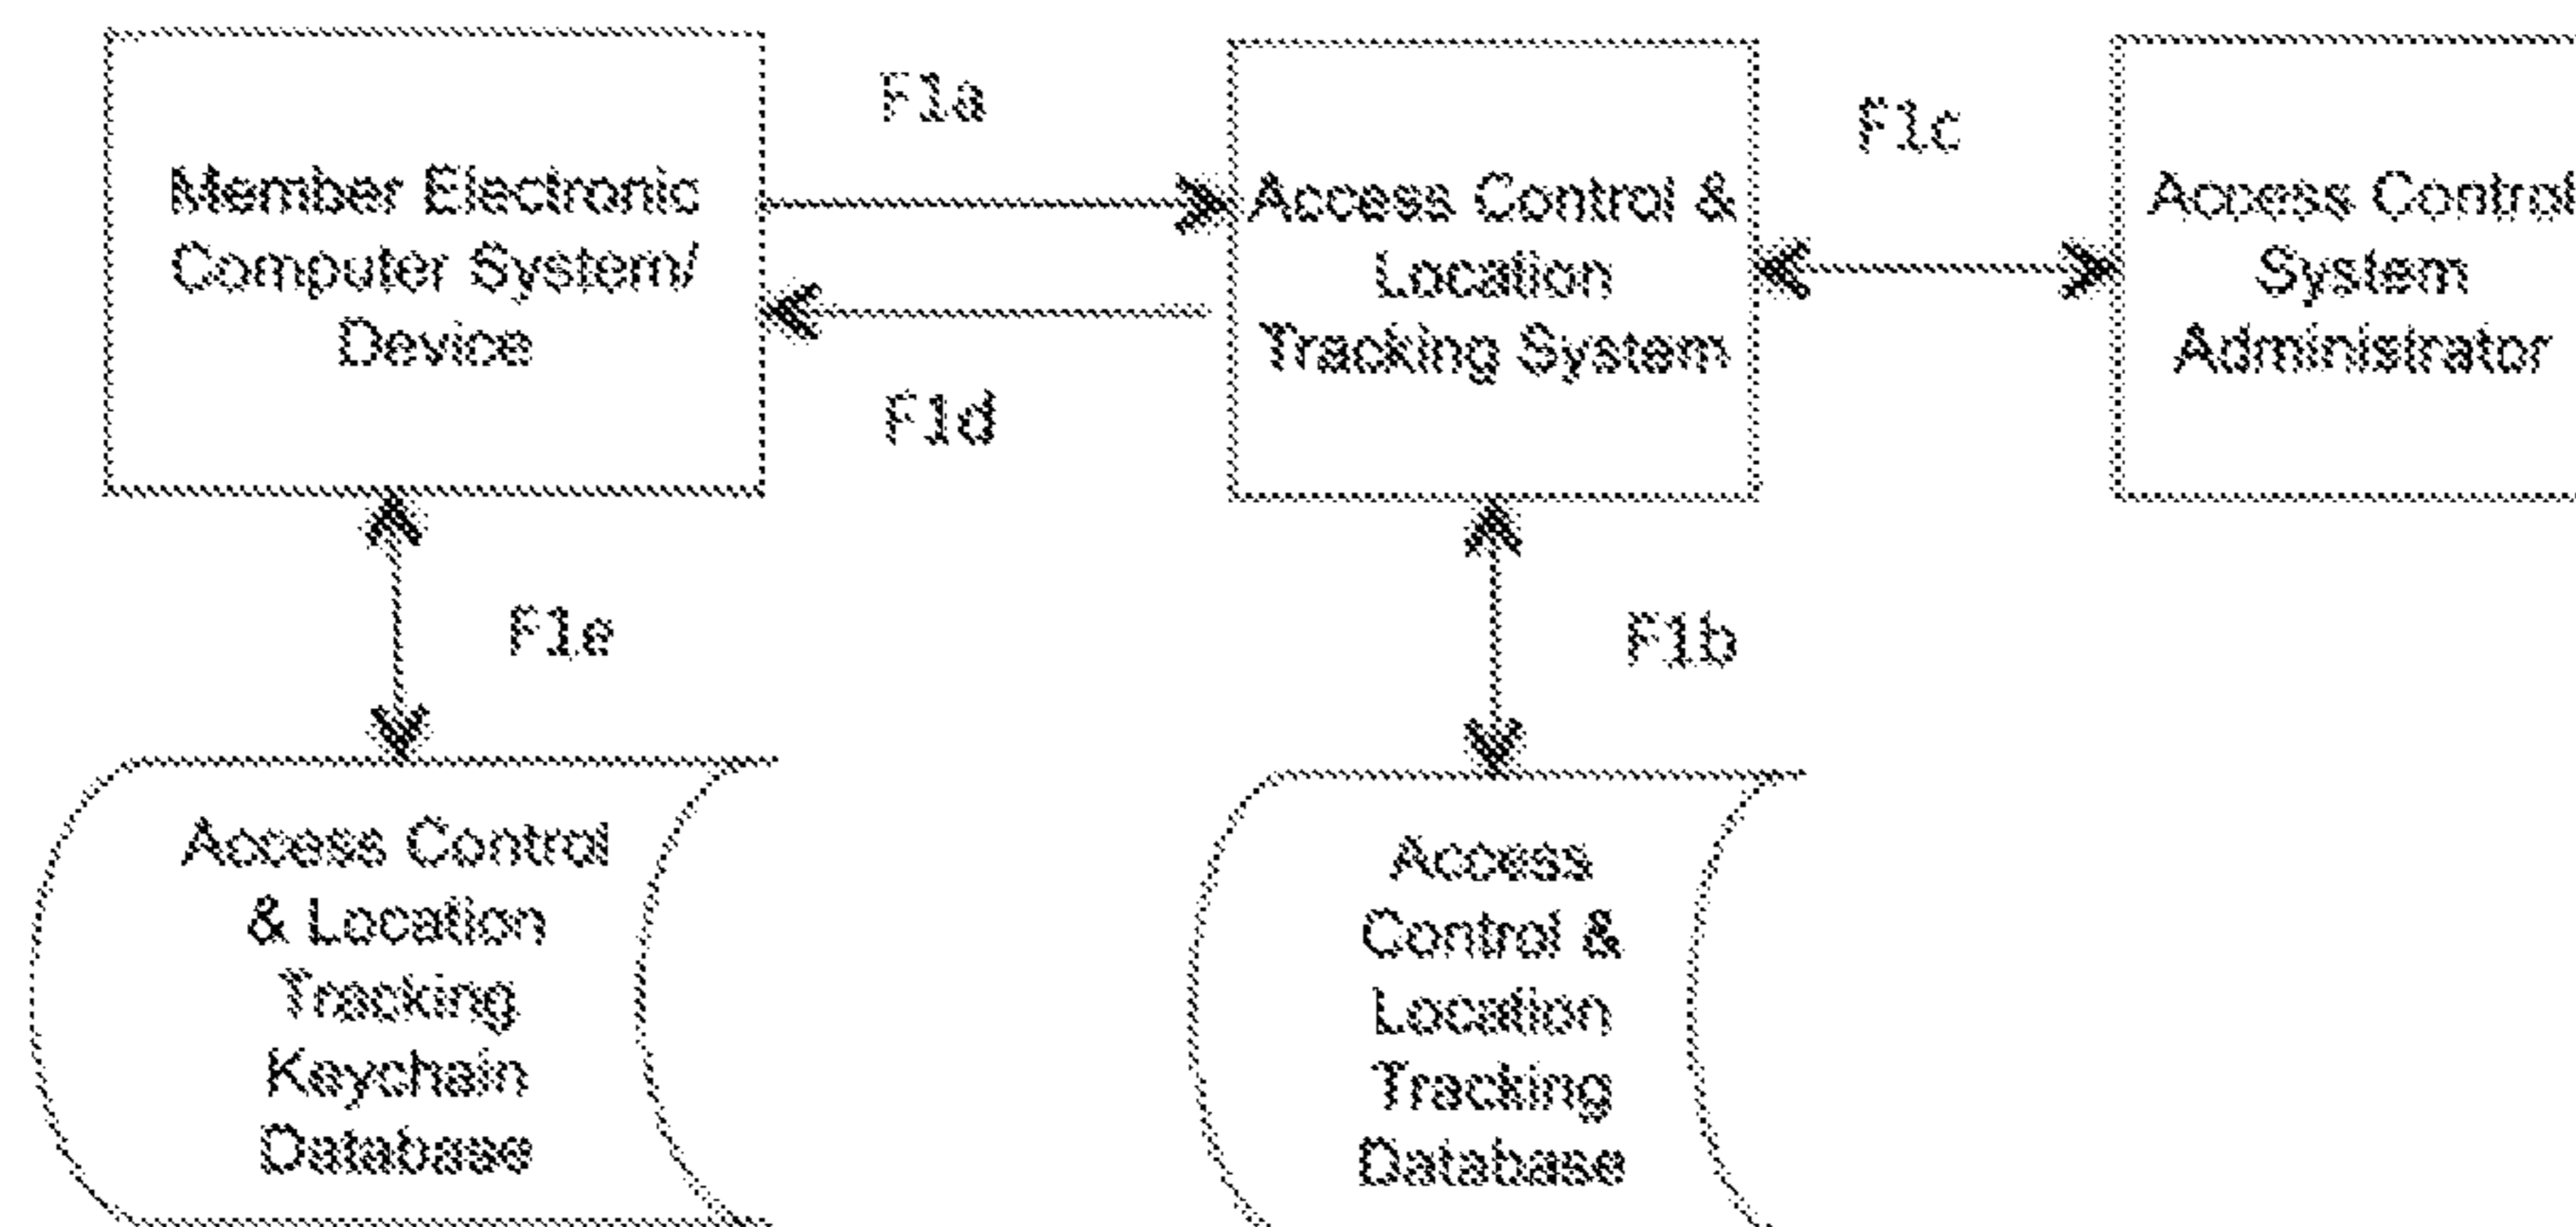 Member Electronic
Computer System/
Device
F1a
F1d
Access Control &
Location
Tracking System
F1c
Access Control
System
Administrator
F1e
F1b
Access Control
& Location
Tracking
Keychain
Database
Access
Control &
Location
Tracking
Database